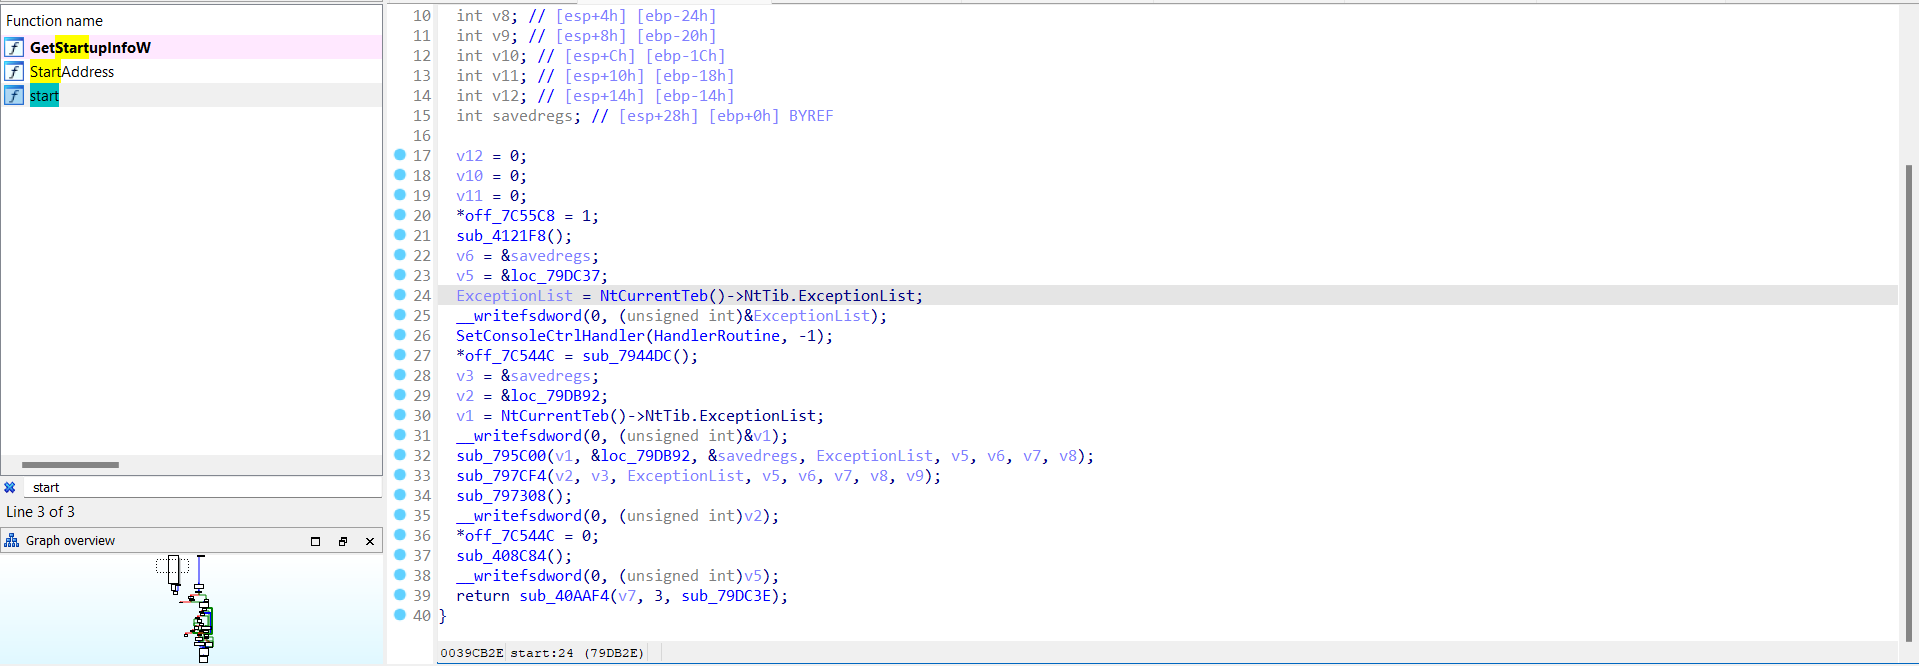 Function name
GetStartupInfoW
StartAddress
start
start
Line 3 of 3
Graph overview
10 int v8; // [esp+4h] [ebp-24h]
11 int v9; // [esp+8h] [ebp-20h]
12 int v10; // [esp+Ch] [ebp-1Ch]
13 int v11; // [esp+10h] [ebp-18h]
14 int v12; // [esp+14h] [ebp-14h]
15 int savedregs; // [esp+28h] [ebp+0h] BYREF
16
17 v12 = 0;
18 v10 = 0;
19 v11 = 0;
20 *off_7C55C8 = 1;
21 sub_4121F8();
22 v6 = &savedregs;
23 v5 = &loc_79DC37;
24 ExceptionList = NtCurrentTeb()->NtTib.ExceptionList;
25 __writefsdword(0, (unsigned int)&ExceptionList);
26 SetConsoleCtrlHandler(HandlerRoutine, -1);
27 *off_7C544C = sub_7944DC();
28 v3 = &savedregs;
29 v2 = &loc_79DB92;
30 v1 = NtCurrentTeb()->NtTib.ExceptionList;
31 __writefsdword(0, (unsigned int)&v1);
32 sub_795C00(v1, &loc_79DB92, &savedregs, ExceptionList, v5, v6, v7, v8);
33 sub_797CF4(v2, v3, ExceptionList, v5, v6, v7, v8, v9);
34 sub_797308();
35 __writefsdword(0, (unsigned int)v2);
36 *off_7C544C = 0;
37 sub_408C84();
38 __writefsdword(0, (unsigned int)v5);
39 return sub_40AAF4(v7, 3, sub_79DC3E);
40 }
0039CB2E start:24 (79DB2E)